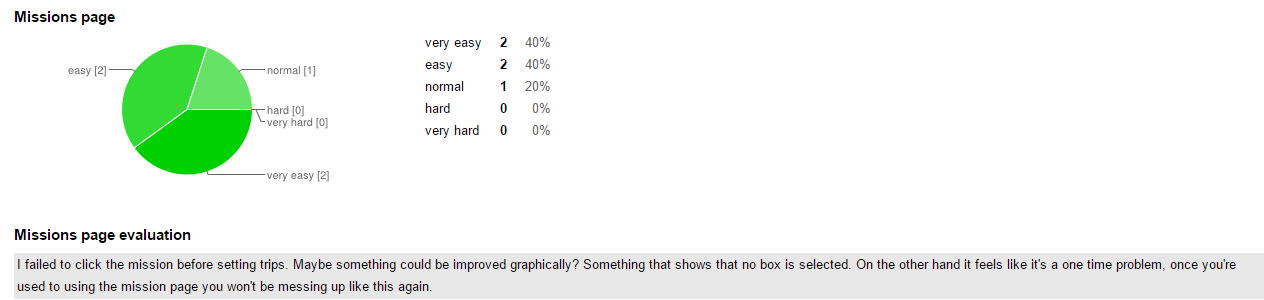 Missions page
easy [2]
normal [1]
hard [0]
very hard [0]
very easy [2]
very easy 2 40%
easy 2 40%
normal 1 20%
hard 0 0%
very hard 0 0%
Missions page evaluation
I failed to click the mission before setting trips. Maybe something could be improved graphically? Something that shows that no box is selected. On the other hand it feels like it's a one time problem, once you're
used to using the mission page you won't be messing up like this again.